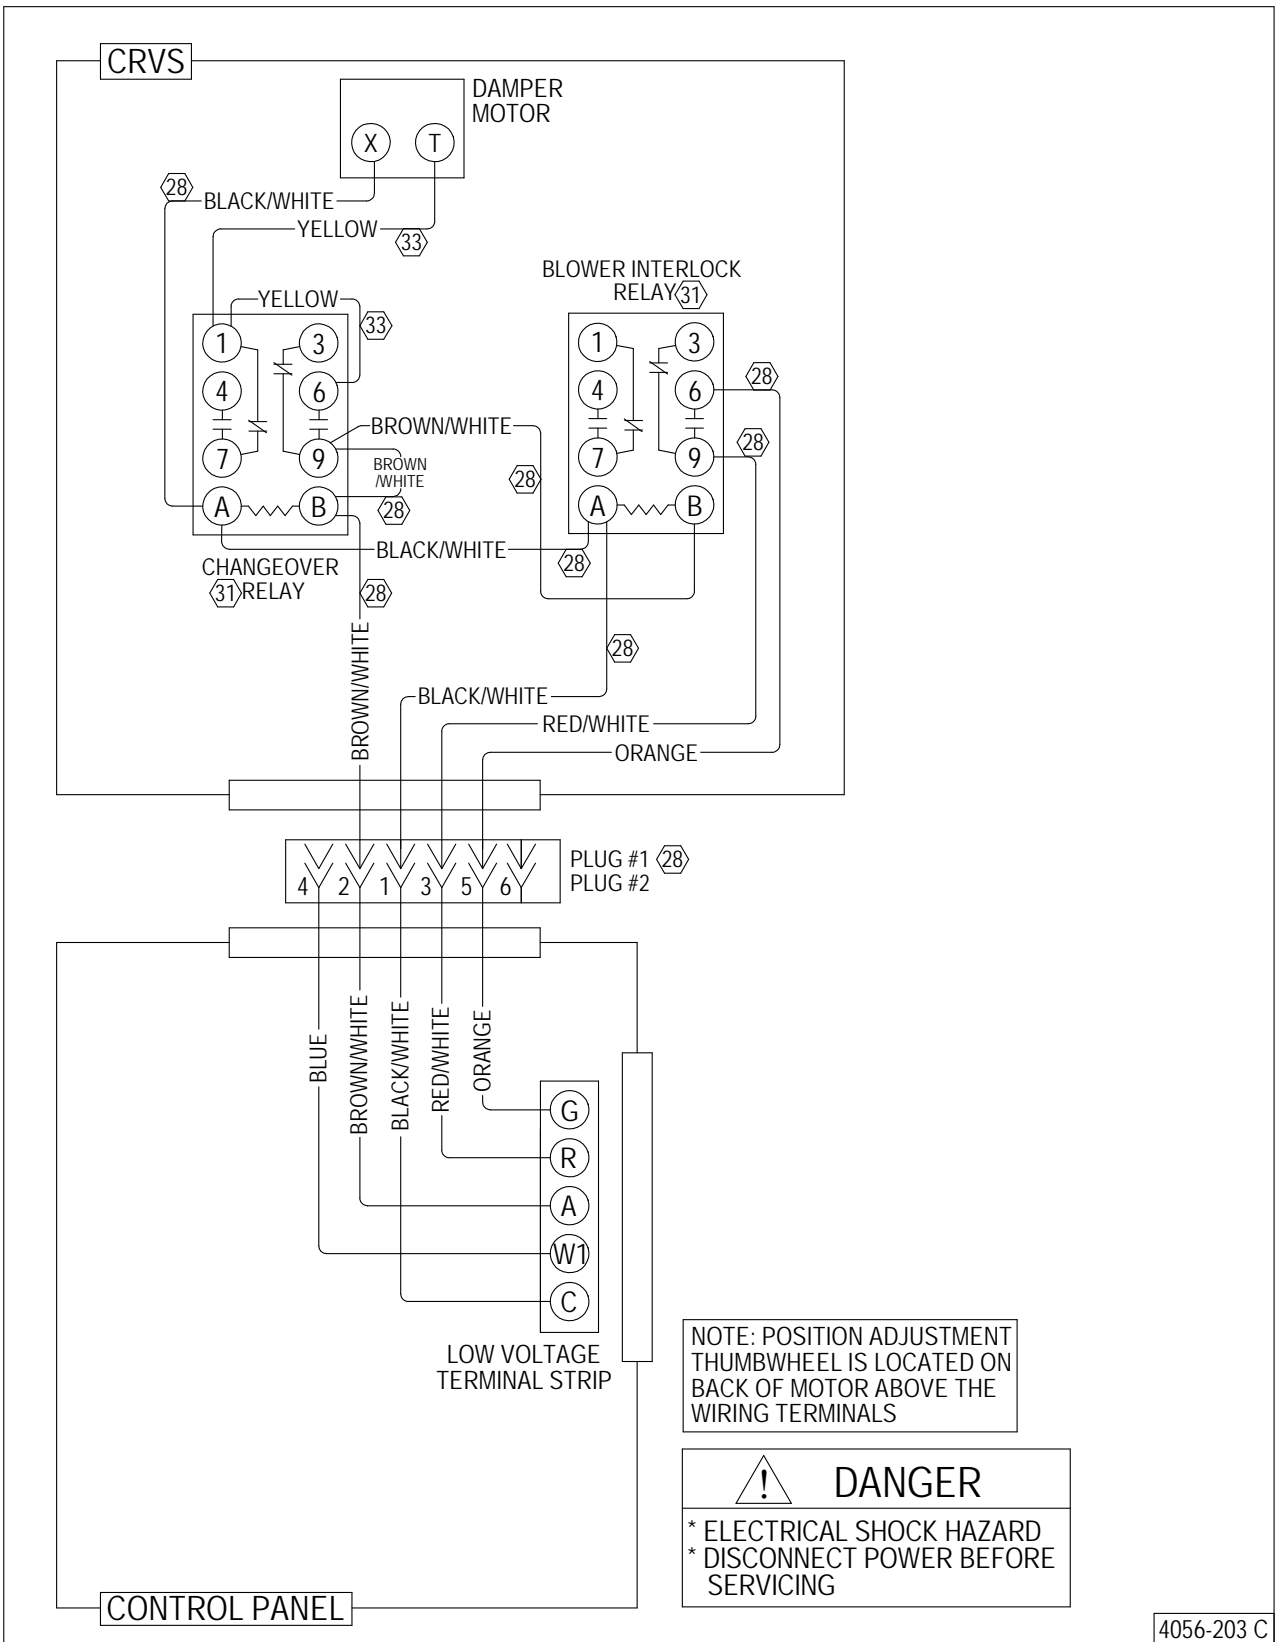 CRVS
DAMPER
MOTOR
X T
28
BLACK/WHITE
YELLOW
33
BLOWER INTERLOCK
RELAY 31
YELLOW
33
1 3
4 6
7 9
A B
1 3
4 6
7 9
A B
28
28
BROWN/WHITE
BROWN
/WHITE
28
28
BLACK/WHITE
28
CHANGEOVER
31 RELAY
28
BROWN/WHITE
28
BLACK/WHITE
RED/WHITE
ORANGE
PLUG #1 28
PLUG #2
4 2 1 3 5 6
BLUE
BROWN/WHITE
BLACK/WHITE
RED/WHITE
ORANGE
G
R
A
W1
C
LOW VOLTAGE
TERMINAL STRIP
NOTE: POSITION ADJUSTMENT
THUMBWHEEL IS LOCATED ON
BACK OF MOTOR ABOVE THE
WIRING TERMINALS
! DANGER
* ELECTRICAL SHOCK HAZARD
* DISCONNECT POWER BEFORE
SERVICING
CONTROL PANEL
4056-203 C